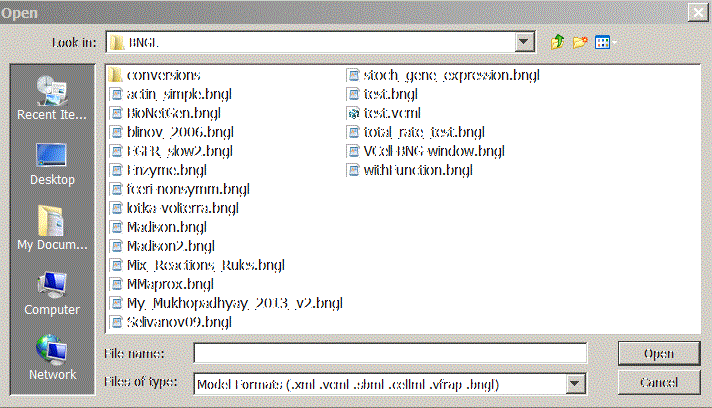 Open
Look in: BNGL
Recent Ite...
Desktop
My Docum...
Computer
Network
conversions
actin_simple.bngl
BioNetGen.bngl
blinov_2006.bngl
EGFR_slow2.bngl
Enzyme.bngl
fceri-nonsymm.bngl
lotka-volterra.bngl
Madison.bngl
Madison2.bngl
Mix_Reactions_Rules.bngl
MMaprox.bngl
My_Mukhopadhyay_2013_v2.bngl
Selivanov09.bngl
stoch_gene_expression.bngl
test.bngl
test.vcml
total_rate_test.bngl
VCell-BNG-window.bngl
withFunction.bngl
File name:
Open
Files of type: Model Formats (.xml .vcml .sbml .cellml .vfrap .bngl)
Cancel